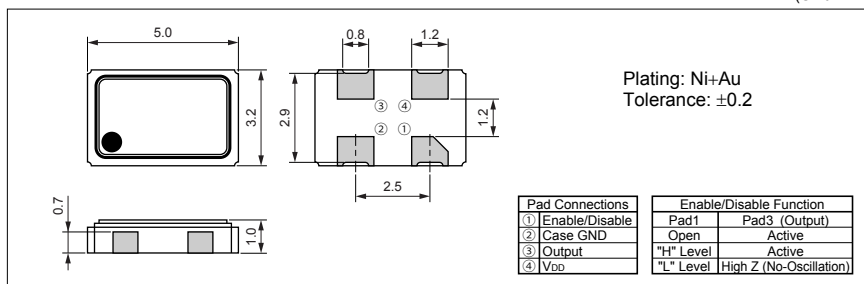 5.0
3.2
0.7
1.0
0.8
1.2
2.9
③ ④
② ①
1.2
2.5
Plating: Ni+Au
Tolerance: ±0.2
Pad Connections
① Enable/Disable
② Case GND
③ Output
④ VDD
Enable/Disable Function
Pad1 Pad3 (Output)
Open Active
"H" Level Active
"L" Level High Z (No-Oscillation)